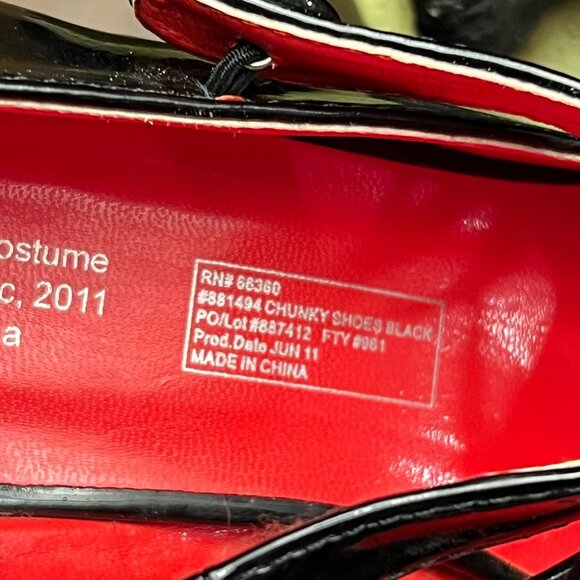 ostume
c, 2011
a
RN# 66360
#881494 CHUNKY SHOES BLACK
PO/Lot #887412 FTY #061
Prod.Date JUN 11
MADE IN CHINA